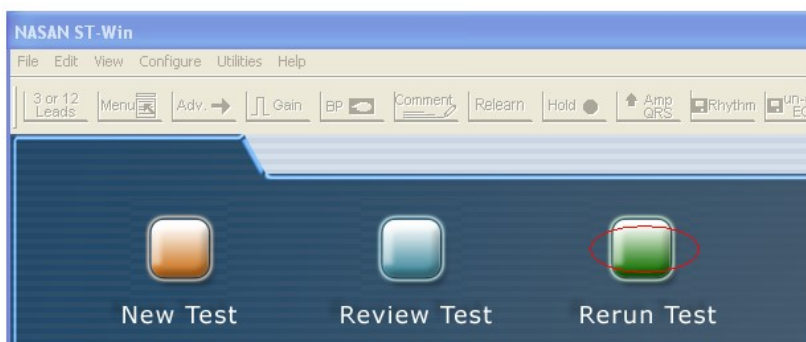 NASAN ST-Win
File Edit View Configure Utilities Help
3 or 12 Leads Menu Adv. Gain BP Comment Relearn Hold Amp QRS Rhythm
New Test Review Test Rerun Test